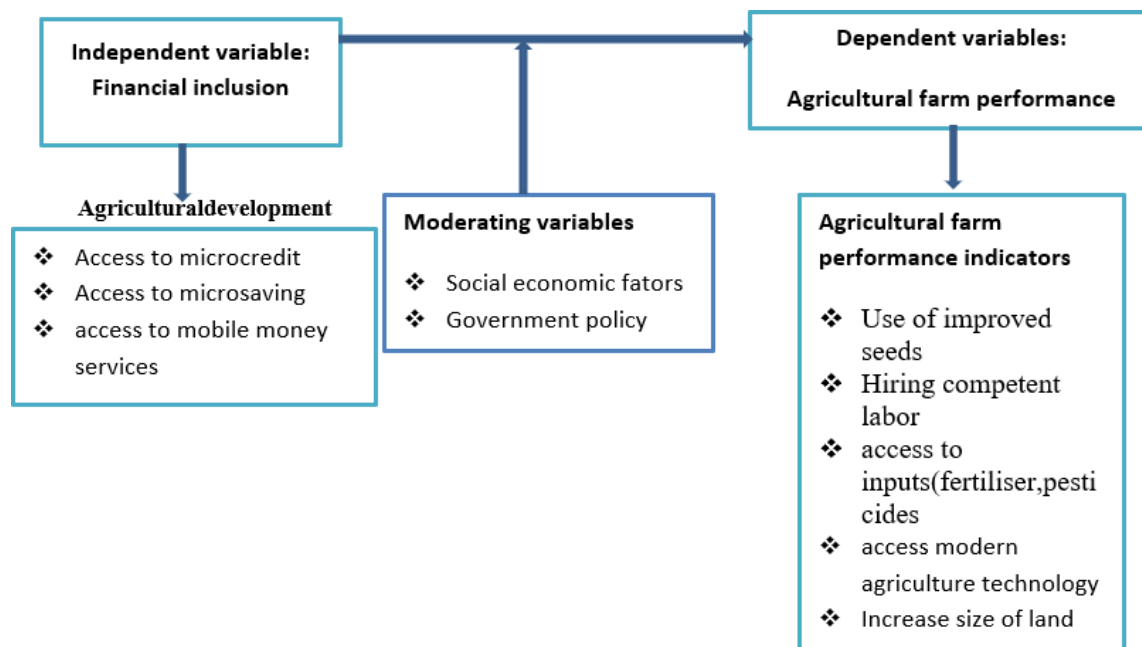 Independent variable:
Financial inclusion
Dependent variables:
Agricultural farm performance
Agriculturaldevelopment
❖ Access to microcredit
❖ Access to microsaving
❖ access to mobile money
services
Moderating variables
❖ Social economic fators
❖ Government policy
Agricultural farm
performance indicators
❖ Use of improved
seeds
❖ Hiring competent
labor
❖ access to
inputs(fertiliser,pesti
cides
❖ access modern
agriculture technology
❖ Increase size of land